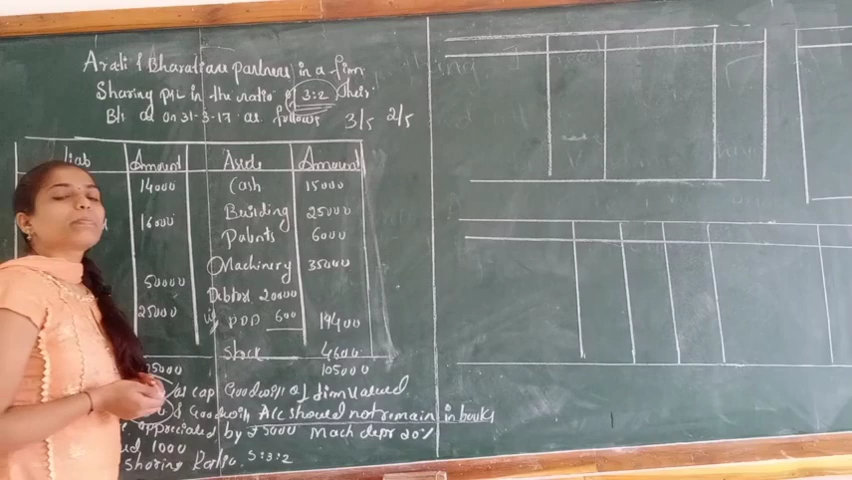 Arati & Bharati are partners in a firm
Sharing P&L in the ratio of 3:2 their
B/s as on 31-3-17 as follows 3/5 2/5
liab Amount Assets Amount
14000 Cash 15000
16000 Building 25000
Patents 6000
50000 Machinery 35000
Debtors 20000
25000 PDD 600 19400
Stock 4600
105000 105000
as cap Goodwill of firm valued
& Goodwill A/c should not remain in books
appreciated by ₹ 5000 Mach depr 20%
1000
sharing Ratio. 5:3:2